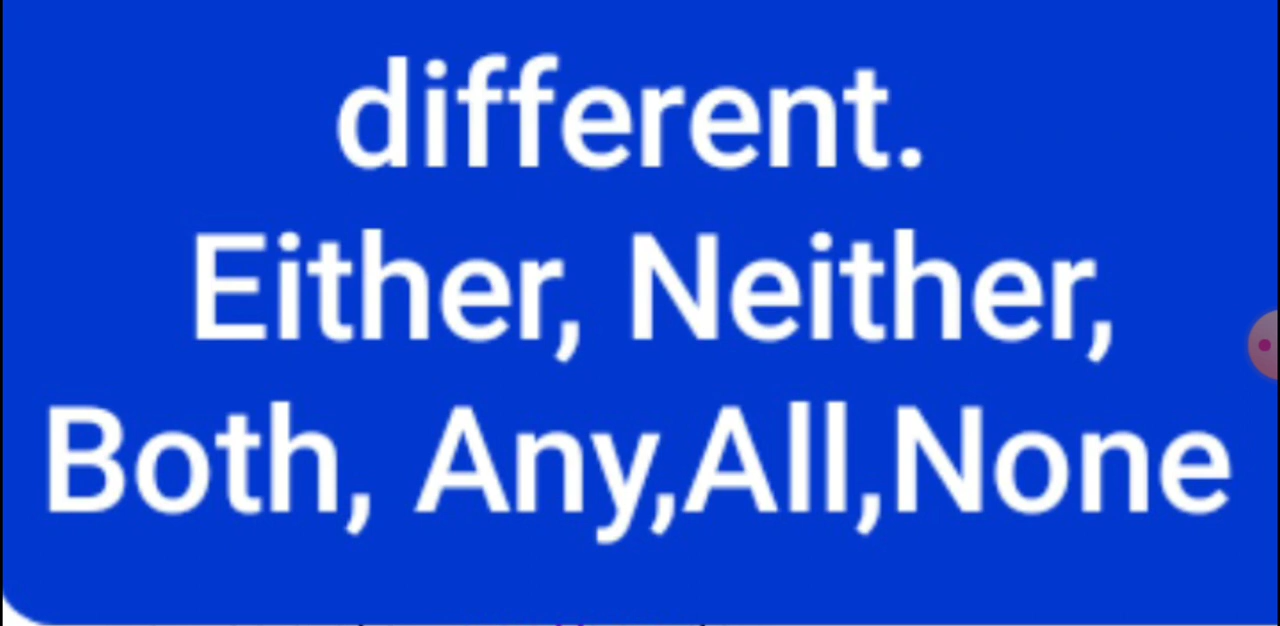 different.
Either, Neither,
Both, Any,All,None